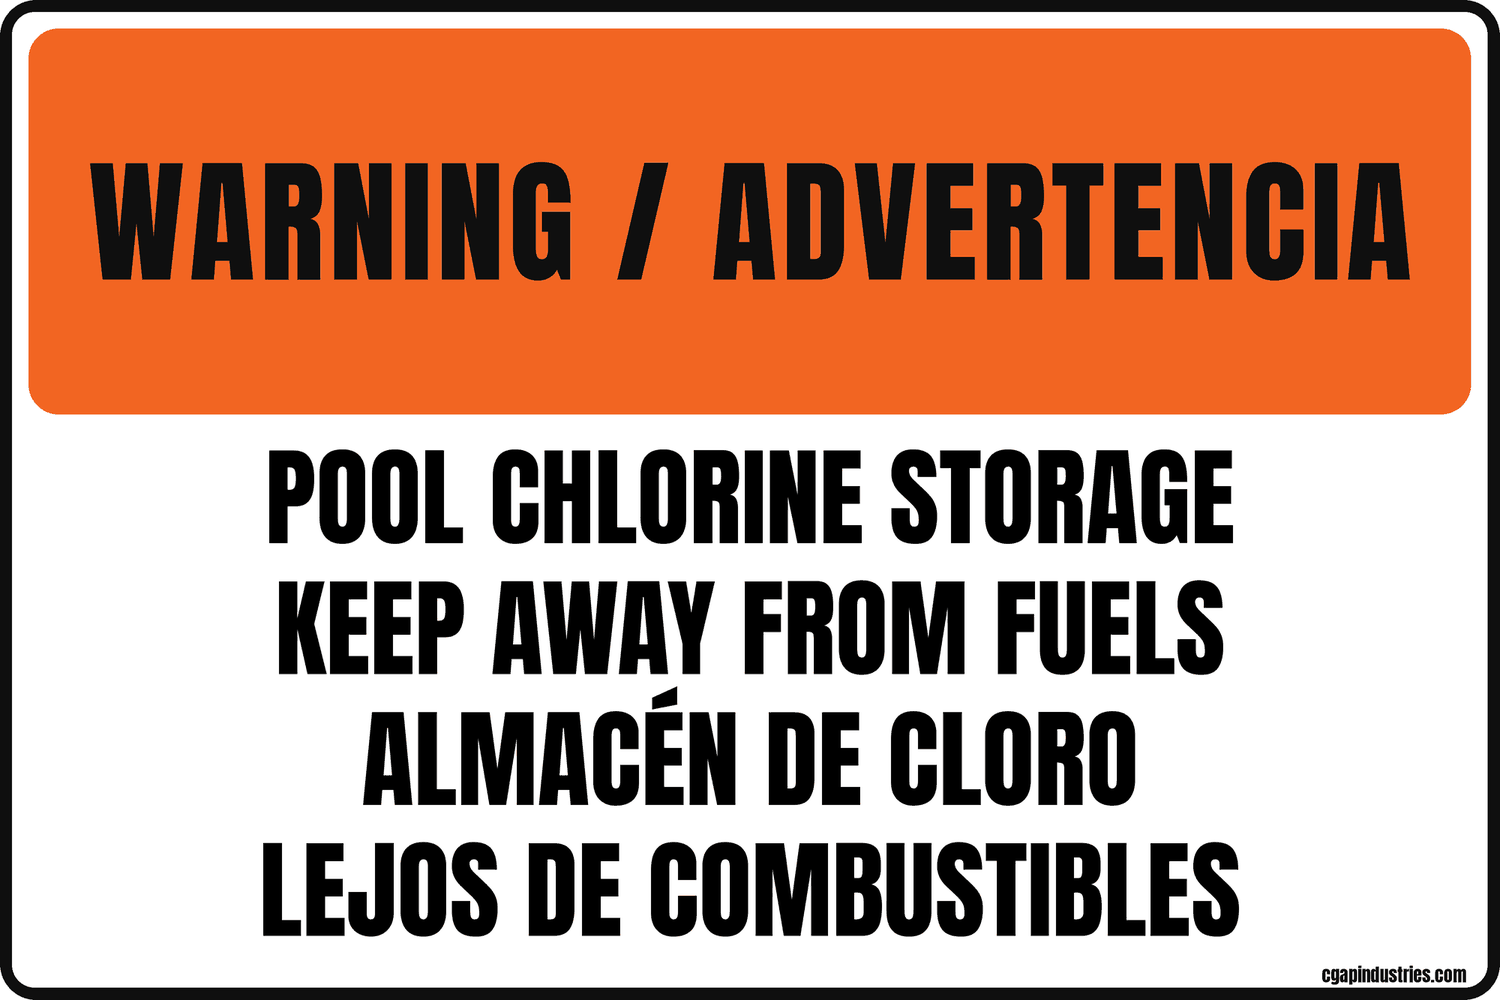 WARNING / ADVERTENCIA
POOL CHLORINE STORAGE
KEEP AWAY FROM FUELS
ALMACÉN DE CLORO
LEJOS DE COMBUSTIBLES
cgapindustries.com